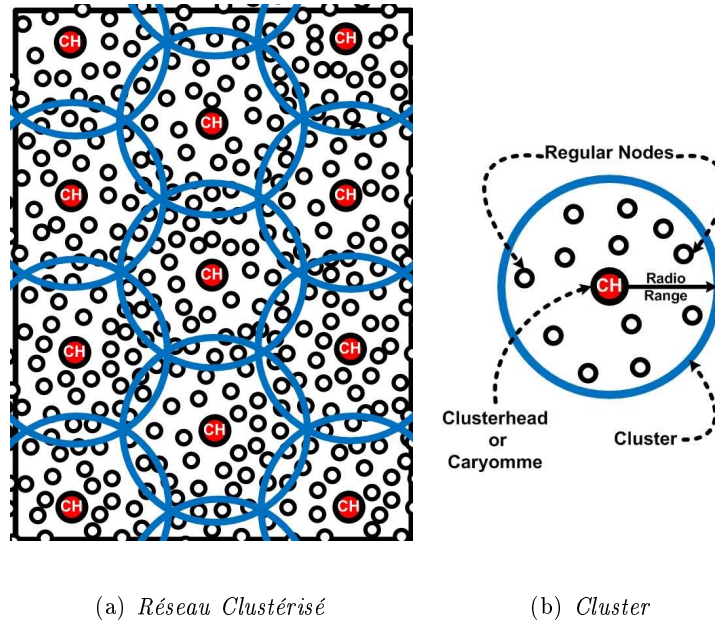 CH
CH
CH
CH
CH
CH
CH
CH
CH
CH
CH
Regular Nodes
CH
Radio
Range
Clusterhead
or
Caryomme
Cluster
(a) Réseau Clustérisé
(b) Cluster